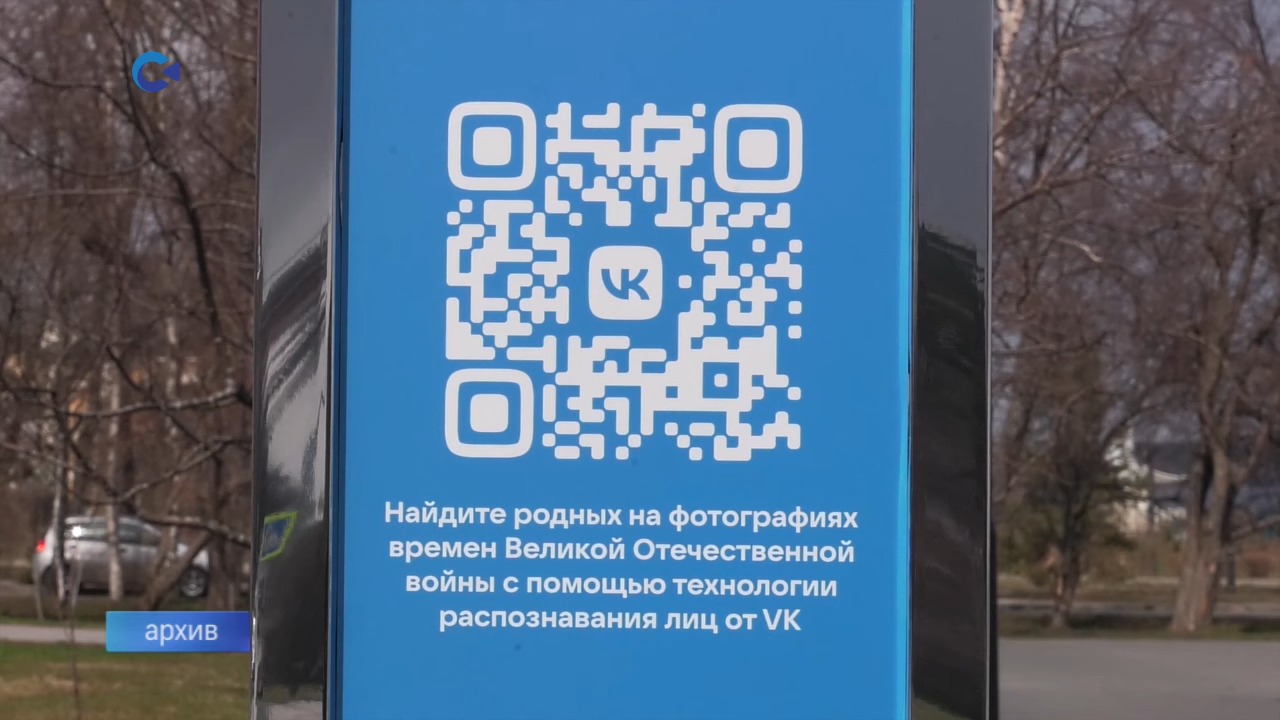 VK
Найдите родных на фотографиях
времен Великой Отечественной
войны с помощью технологии
распознавания лиц от VK
архив